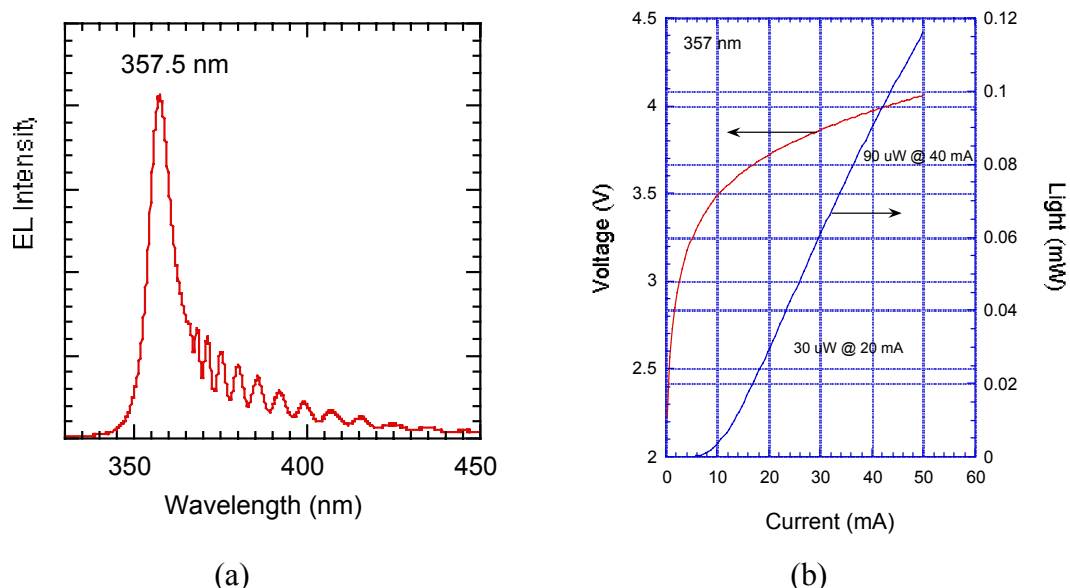 357.5 nm
EL Intensity
350
400
450
Wavelength (nm)
(a)
357 nm
90 uW @ 40 mA
30 uW @ 20 mA
4.5
4
3.5
3
2.5
2
Voltage (V)
0.12
0.1
0.08
0.06
0.04
0.02
0
Light (mW)
0
10
20
30
40
50
60
Current (mA)
(b)